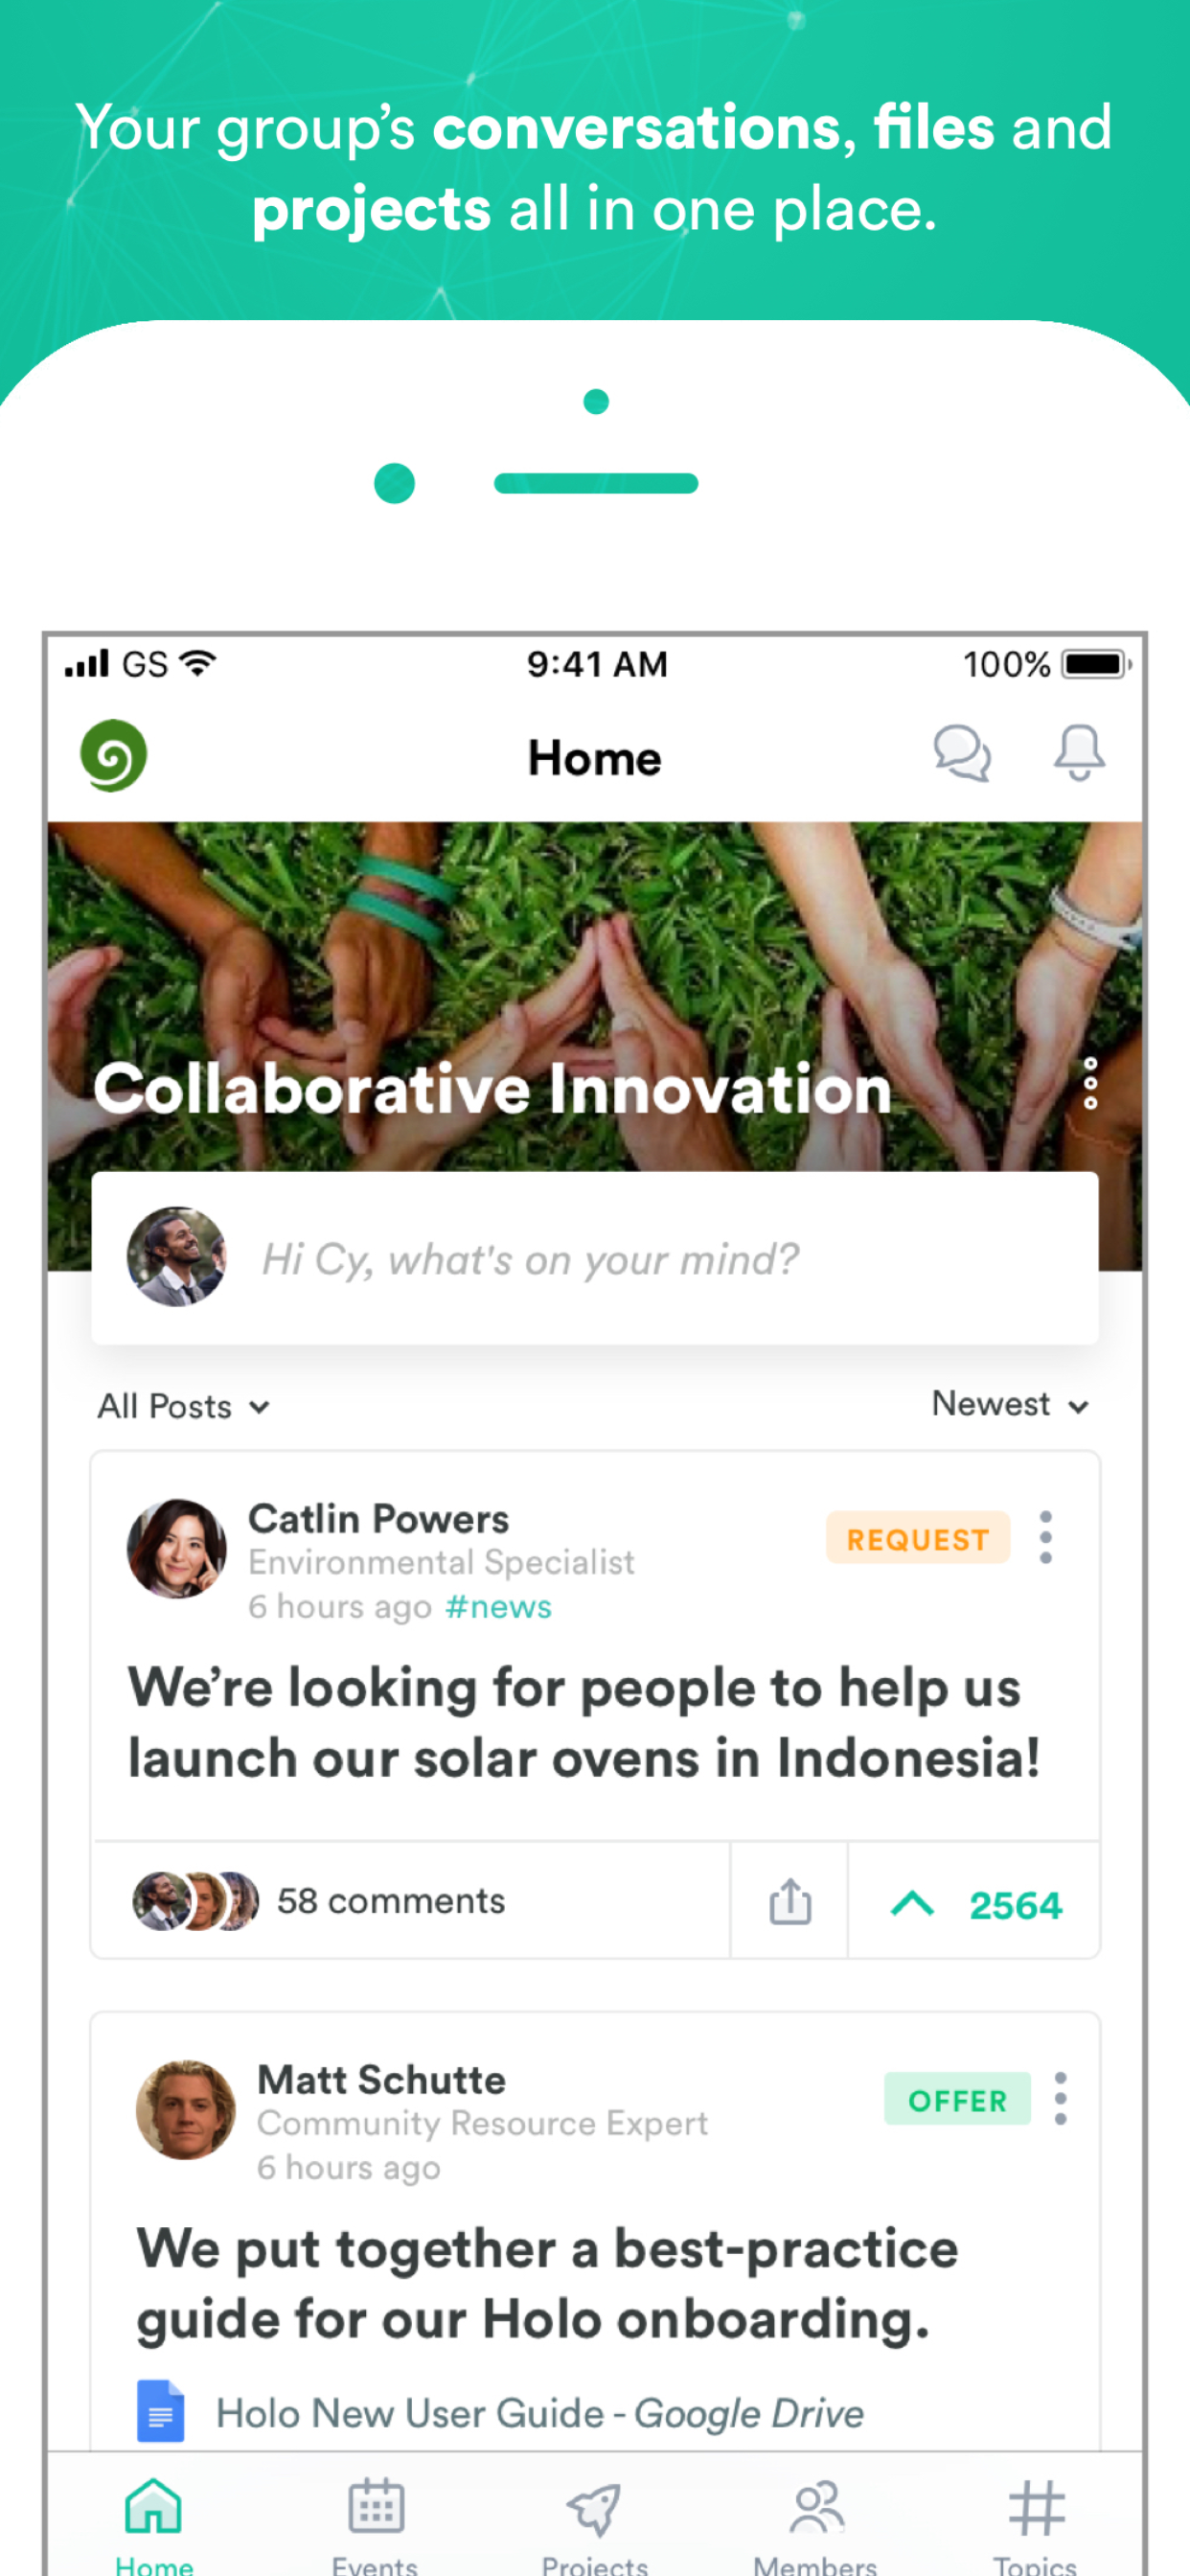 Your group’s conversations, files and
projects all in one place.
GS 9:41 AM 100%
Home
Collaborative Innovation
Hi Cy, what's on your mind?
All Posts Newest
Catlin Powers
REQUEST
Environmental Specialist
6 hours ago #news
We’re looking for people to help us
launch our solar ovens in Indonesia!
58 comments 2564
Matt Schutte
OFFER
Community Resource Expert
6 hours ago
We put together a best-practice
guide for our Holo onboarding.
Holo New User Guide - Google Drive
Home Events Projects Members Topics